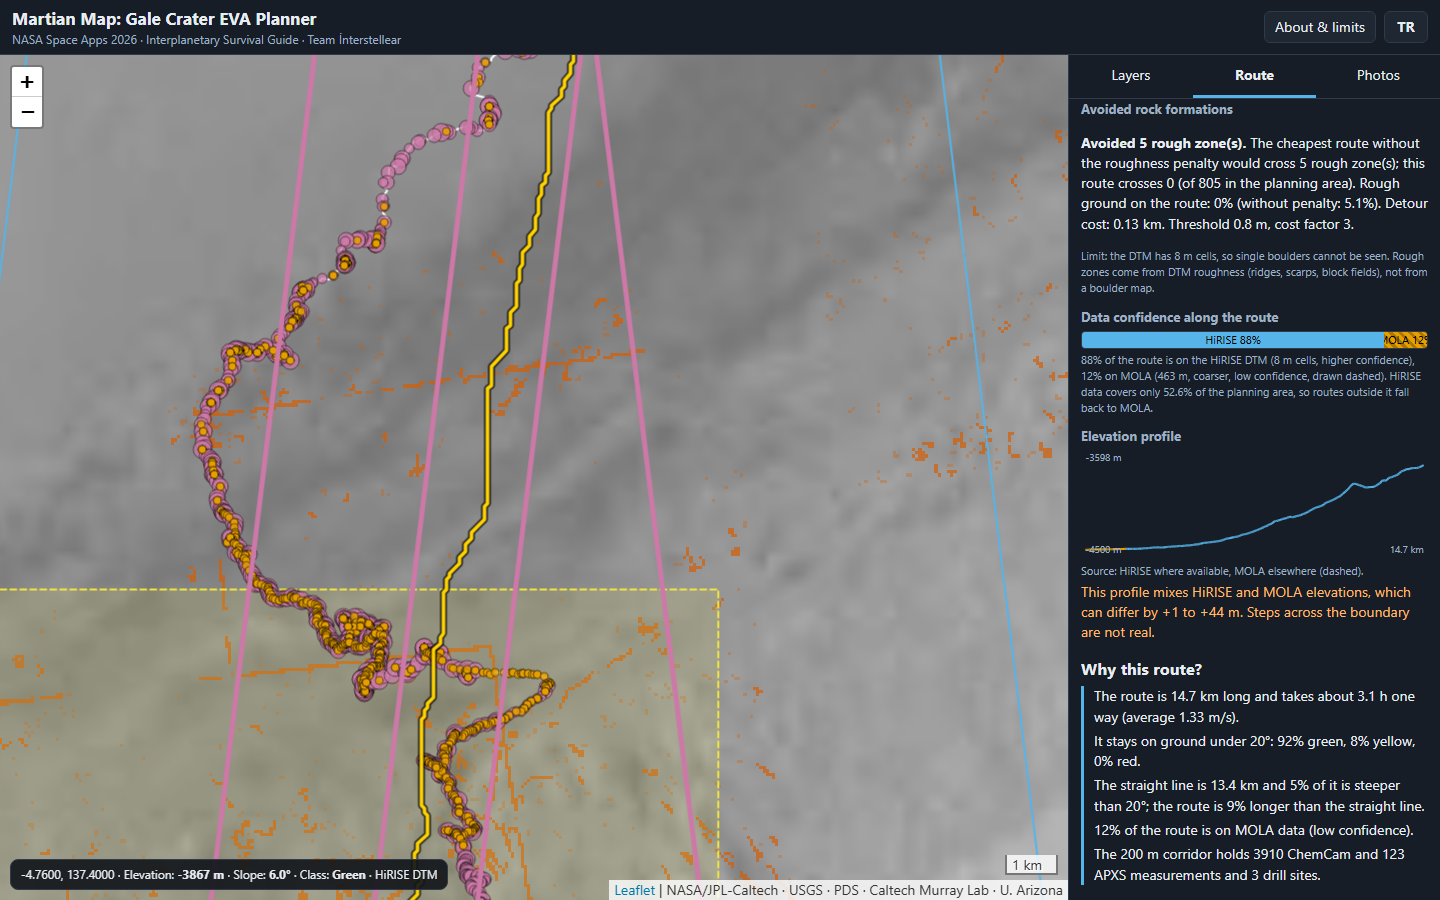 Martian Map: Gale Crater EVA Planner
NASA Space Apps 2026 · Interplanetary Survival Guide · Team İnterstellear
About & limits
TR
+
−
Layers
Route
Photos
Avoided rock formations
Avoided 5 rough zone(s). The cheapest route without
the roughness penalty would cross 5 rough zone(s); this
route crosses 0 (of 805 in the planning area). Rough
ground on the route: 0% (without penalty: 5.1%). Detour
cost: 0.13 km. Threshold 0.8 m, cost factor 3.
Limit: the DTM has 8 m cells, so single boulders cannot be seen. Rough
zones come from DTM roughness (ridges, scarps, block fields), not from
a boulder map.
Data confidence along the route
HiRISE 88%
MOLA 12%
88% of the route is on the HiRISE DTM (8 m cells, higher confidence),
12% on MOLA (463 m, coarser, low confidence, drawn dashed). HiRISE
data covers only 52.6% of the planning area, so routes outside it fall
back to MOLA.
Elevation profile
-3598 m
-4500 m
14.7 km
Source: HiRISE where available, MOLA elsewhere (dashed).
This profile mixes HiRISE and MOLA elevations, which
can differ by +1 to +44 m. Steps across the boundary
are not real.
Why this route?
The route is 14.7 km long and takes about 3.1 h one
way (average 1.33 m/s).
It stays on ground under 20°: 92% green, 8% yellow,
0% red.
The straight line is 13.4 km and 5% of it is steeper
than 20°; the route is 9% longer than the straight line.
12% of the route is on MOLA data (low confidence).
The 200 m corridor holds 3910 ChemCam and 123
APXS measurements and 3 drill sites.
-4.7600, 137.4000 · Elevation: -3867 m · Slope: 6.0° · Class: Green · HiRISE DTM
1 km
Leaflet | NASA/JPL-Caltech · USGS · PDS · Caltech Murray Lab · U. Arizona